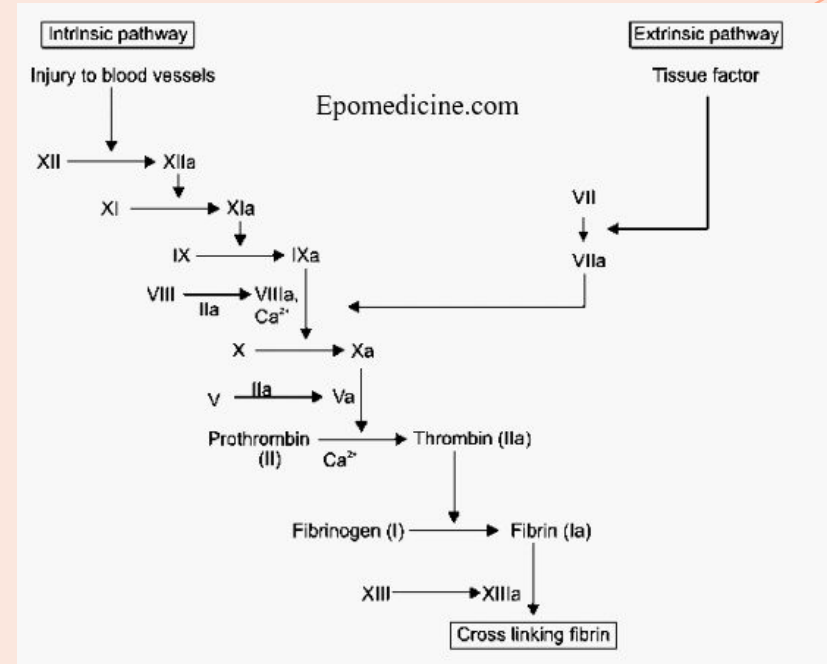 Intrinsic pathway
Extrinsic pathway
Injury to blood vessels
Tissue factor
Epomedicine.com
XII
XIIa
XI
XIa
VII
IX
IXa
VIIa
VIII
IIa
VIIIa,
Ca²⁺
X
Xa
V
IIa
Va
Prothrombin
(II)
Ca²⁺
Thrombin (IIa)
Fibrinogen (I)
Fibrin (Ia)
XIII
XIIIa
Cross linking fibrin